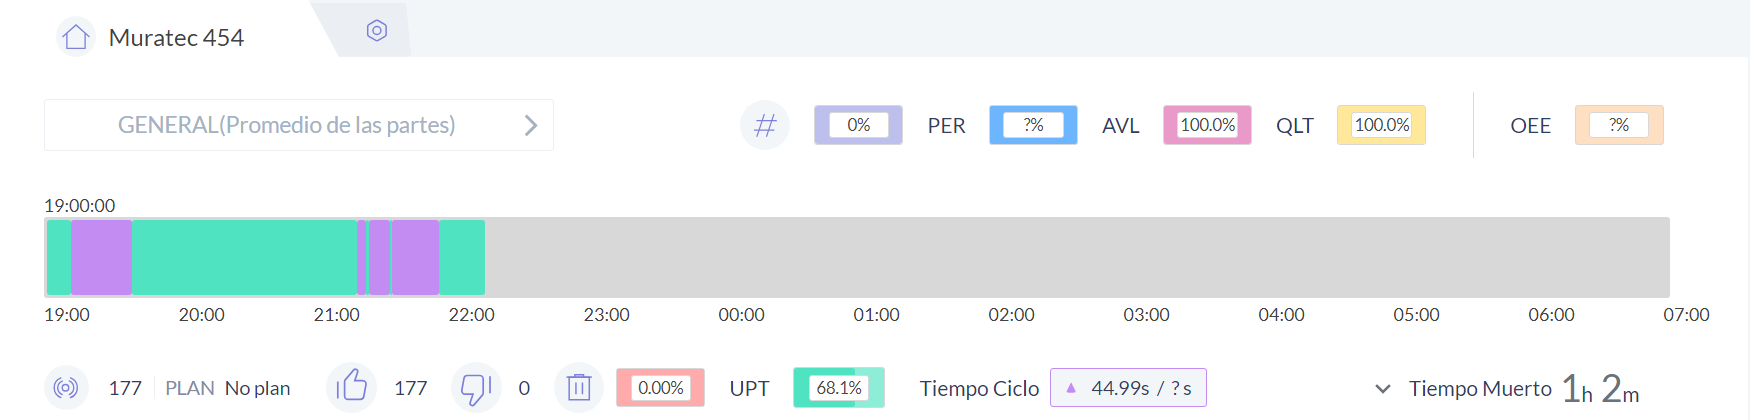 Muratec 454
GENERAL(Promedio de las partes)
# 0% PER ?% AVL 100.0% QLT 100.0% OEE ?%
19:00:00
19:00 20:00 21:00 22:00 23:00 00:00 01:00 02:00 03:00 04:00 05:00 06:00 07:00
177 PLAN No plan 177 0 0.00% UPT 68.1% Tiempo Ciclo 44.99s / ? s Tiempo Muerto 1h 2m